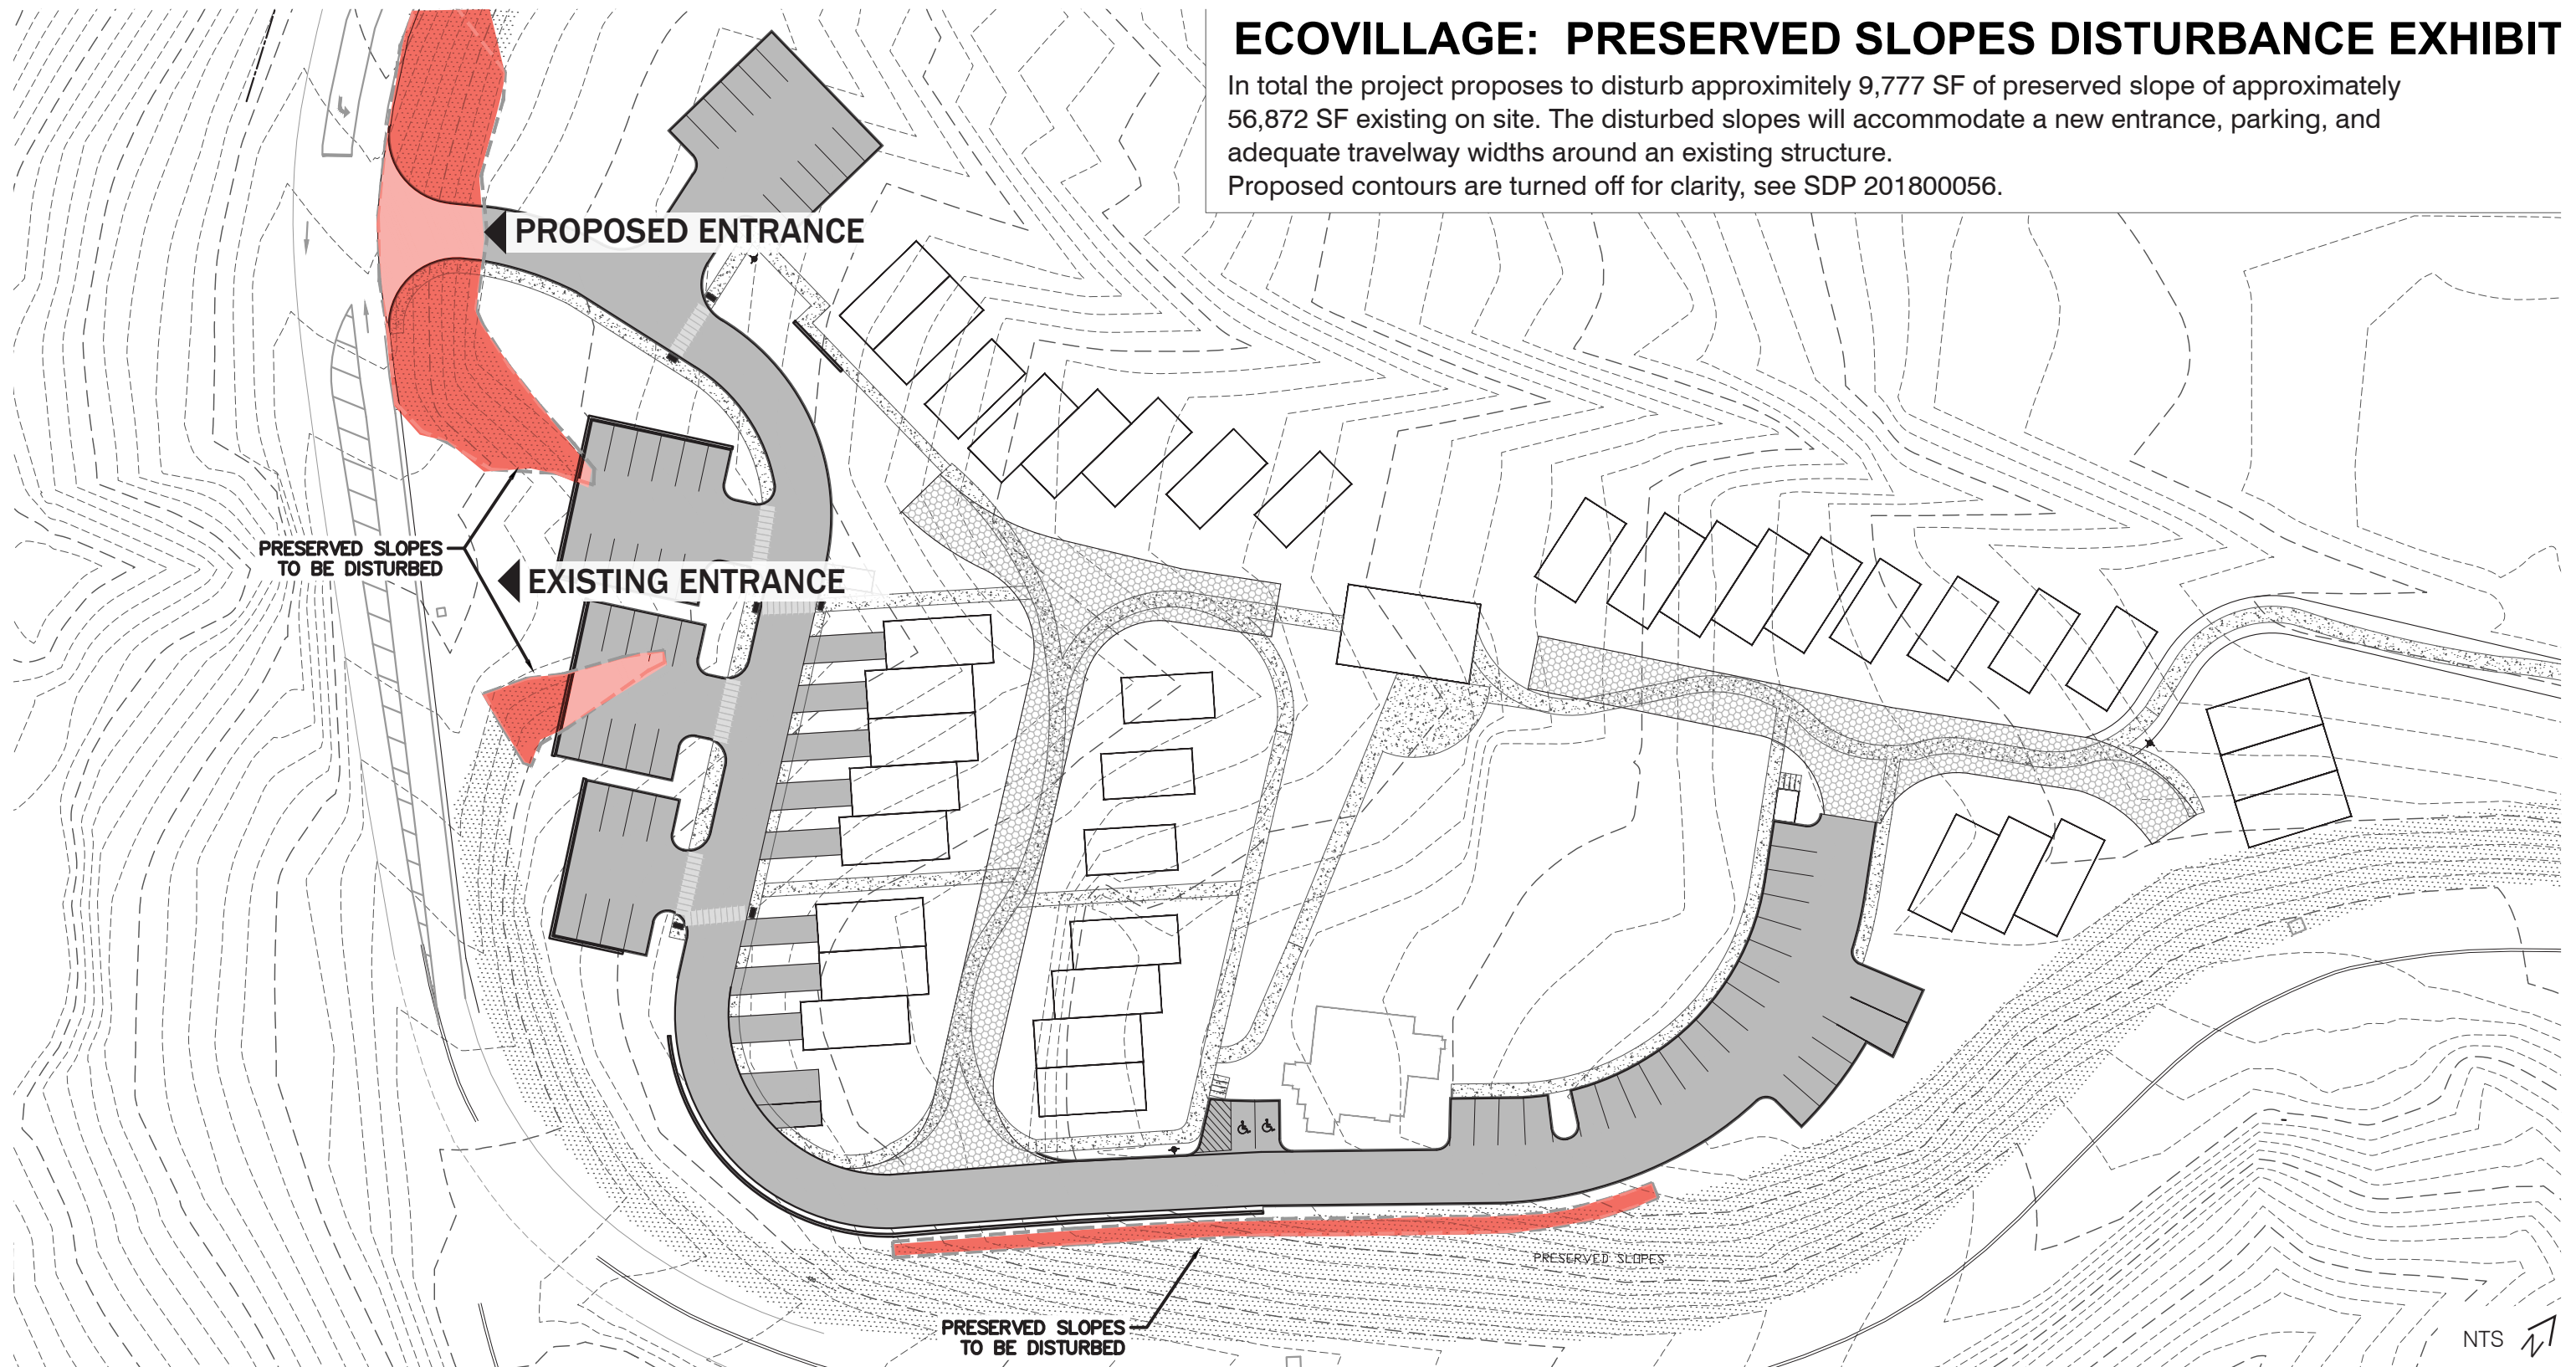 ECOVILLAGE: PRESERVED SLOPES DISTURBANCE EXHIBIT
In total the project proposes to disturb approximitely 9,777 SF of preserved slope of approximately
56,872 SF existing on site. The disturbed slopes will accommodate a new entrance, parking, and
adequate travelway widths around an existing structure.
Proposed contours are turned off for clarity, see SDP 201800056.
PROPOSED ENTRANCE
PRESERVED SLOPES
TO BE DISTURBED
EXISTING ENTRANCE
PRESERVED SLOPES
PRESERVED SLOPES
TO BE DISTURBED
NTS
N